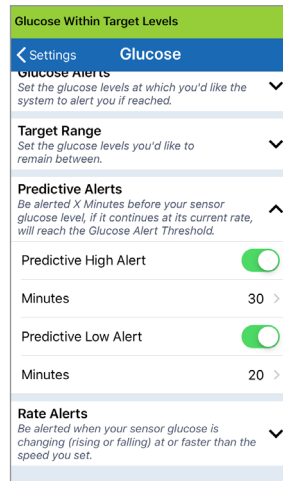 Glucose Within Target Levels
Settings
Glucose
Glucose Alerts
Set the glucose levels at which you'd like the
system to alert you if reached.
Target Range
Set the glucose levels you'd like to
remain between.
Predictive Alerts
Be alerted X Minutes before your sensor
glucose level, if it continues at its current rate,
will reach the Glucose Alert Threshold.
Predictive High Alert
Minutes 30
Predictive Low Alert
Minutes 20
Rate Alerts
Be alerted when your sensor glucose is
changing (rising or falling) at or faster than the
speed you set.